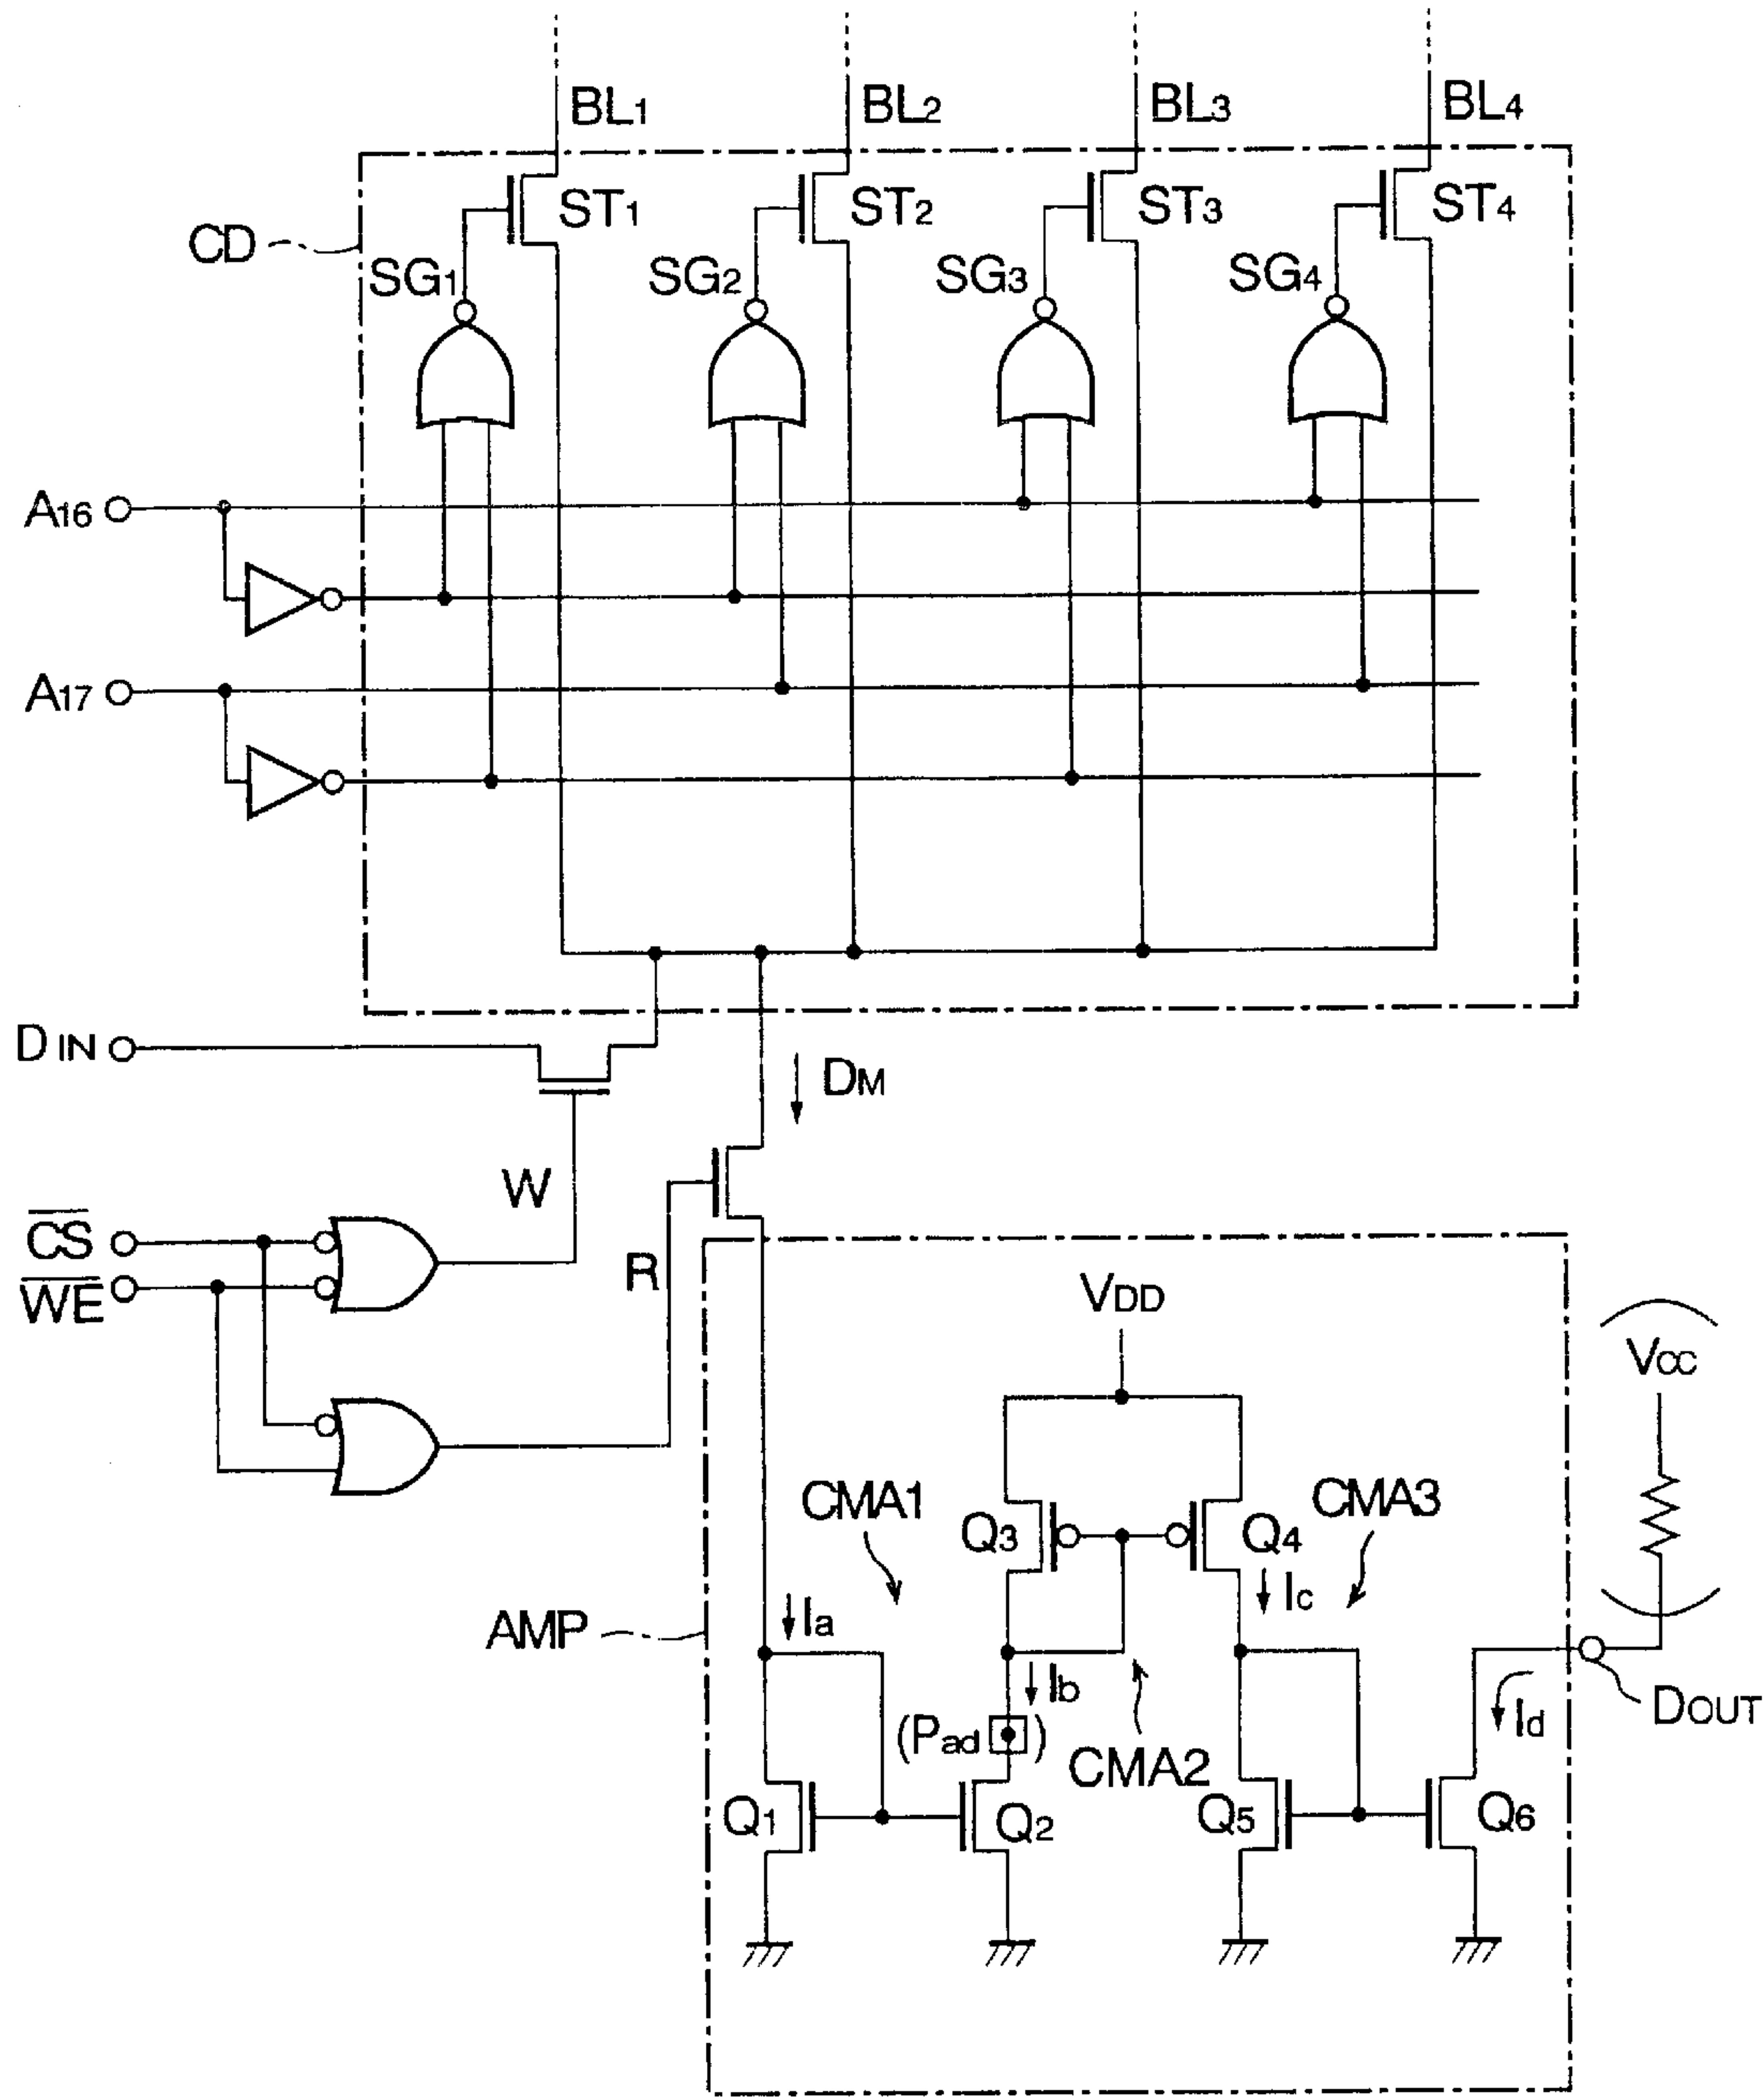 BL1 BL2 BL3 BL4
ST1 ST2 ST3 ST4
CD
SG1 SG2 SG3 SG4
A16
A17
DIN
DM
W
CS
WE
R
VDD
VCC
CMA1
CMA3
Q3 Q4
Ic
AMP
Ia
Ib
(Pad)
CMA2
Id
DOUT
Q1 Q2 Q5 Q6